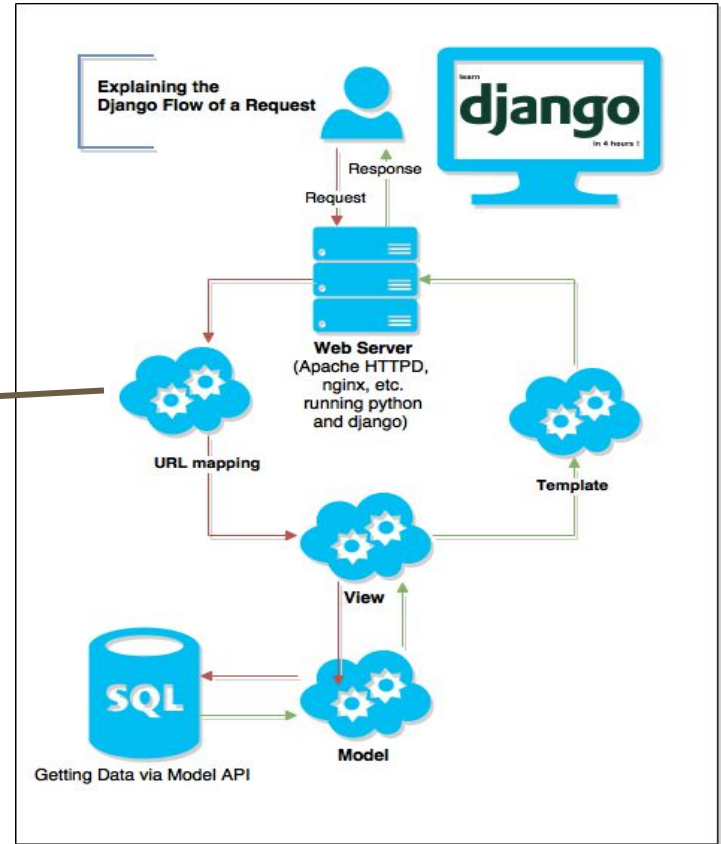 Explaining the
Django Flow of a Request
learn
django
in 4 hours !
Response
Request
Web Server
(Apache HTTPD,
nginx, etc.
running python
and django)
URL mapping
Template
View
SQL
Model
Getting Data via Model API